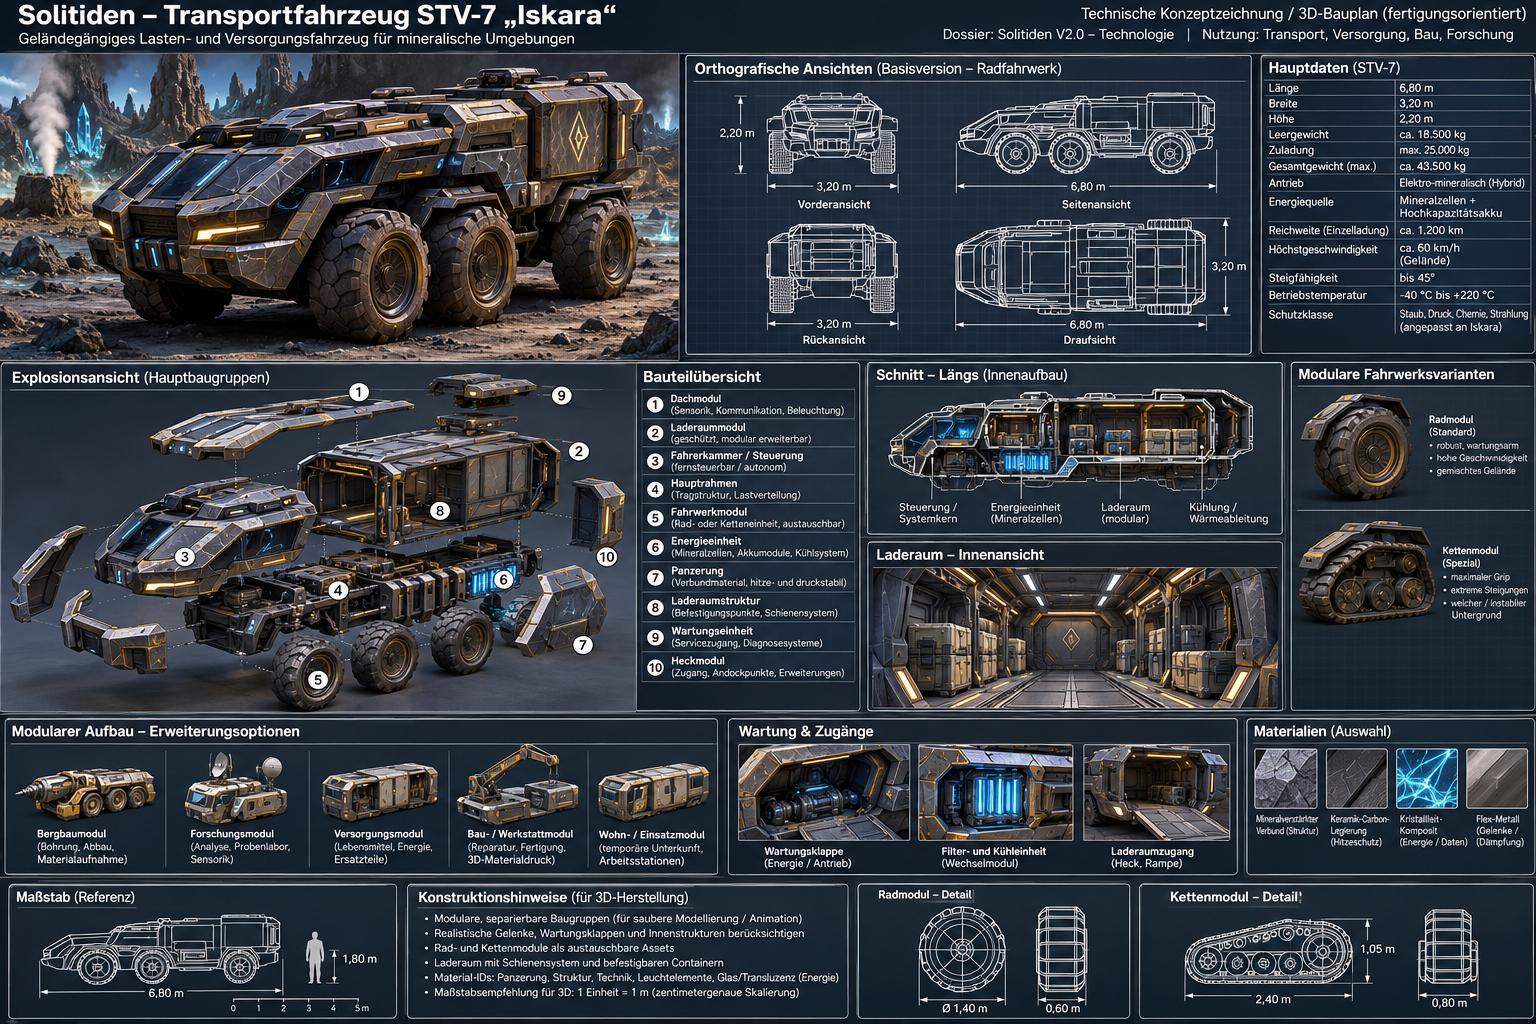 Solitiden – Transportfahrzeug STV-7 „Iskara“
Geländegängiges Lasten- und Versorgungsfahrzeug für mineralische Umgebungen
Technische Konzeptzeichnung / 3D-Bauplan (fertigungsorientiert)
Dossier: Solitiden V2.0 – Technologie | Nutzung: Transport, Versorgung, Bau, Forschung
Orthografische Ansichten (Basisversion – Radfahrwerk)
2,20 m
3,20 m
Vorderansicht
6,80 m
Seitenansicht
3,20 m
Rückansicht
3,20 m
6,80 m
Draufsicht
Hauptdaten (STV-7)
Länge 6,80 m
Breite 3,20 m
Höhe 2,20 m
Leergewicht ca. 18.500 kg
Zuladung max. 25,000 kg
Gesamtgewicht (max.) ca. 43.500 kg
Antrieb Elektro-mineralisch (Hybrid)
Energiequelle Mineralzellen +
Hochkapazitätsakku
Reichweite (Einzelladung) ca. 1,200 km
Höchstgeschwindigkeit ca. 60 km/h
(Gelände)
Steigfähigkeit bis 45°
Betriebstemperatur -40 °C bis +220 °C
Schutzklasse Staub, Druck, Chemie, Strahlung
(angepasst an Iskara)
Explosionsansicht (Hauptbaugruppen)
1
9
2
8
3
10
6
4
7
5
Bauteilübersicht
1 Dachmodul
(Sensorik, Kommunikation, Beleuchtung)
2 Laderaummodul
(geschützt, modular erweiterbar)
3 Fahrerkammer / Steuerung
(fernsteuerbar / autonom)
4 Hauptrahmen
(Tragstruktur, Lastverteilung)
5 Fahrwerkmodul
(Rad- oder Ketteneinheit, austauschbar)
6 Energieeinheit
(Mineralzellen, Akkumodule, Kühlsystem)
7 Panzerung
(Verbundmaterial, hitze- und druckstabil)
8 Laderaumstruktur
(Befestigungspunkte, Schienensystem)
9 Wartungseinheit
(Servicezugang, Diagnosesysteme)
10 Heckmodul
(Zugang, Andockpunkte, Erweiterungen)
Schnitt – Längs (Innenaufbau)
Steuerung /
Systemkern
Energieeinheit
(Mineralzellen)
Laderaum
(modular)
Kühlung /
Wärmeableitung
Laderaum – Innenansicht
Modulare Fahrwerksvarianten
Radmodul
(Standard)
• robust, wartungsarm
• hohe Geschwindigkeit
• gemischtes Gelände
Kettenmodul
(Spezial)
• maximaler Grip
• extreme Steigungen
• weicher / instabiler
Untergrund
Modularer Aufbau – Erweiterungsoptionen
Bergbaumodul
(Bohrung, Abbau,
Materialaufnahme)
Forschungsmodul
(Analyse, Probenlabor,
Sensorik)
Versorgungsmodul
(Lebensmittel, Energie,
Ersatzteile)
Bau- / Werkstattmodul
(Reparatur, Fertigung,
3D-Materialdruck)
Wohn- / Einsatzmodul
(temporäre Unterkunft,
Arbeitsstationen)
Wartung & Zugänge
Wartungsklappe
(Energie / Antrieb)
Filter- und Kühleinheit
(Wechselmodul)
Laderaumzugang
(Heck, Rampe)
Materialien (Auswahl)
Mineralverstärkter
Verbund (Struktur)
Keramik-Carbon-
Legierung
(Hitzeschutz)
Kristallleit-
Komposit
(Energie / Daten)
Flex-Metall
(Gelenke /
Dämpfung)
Maßstab (Referenz)
1,80 m
6,80 m
0 1 2 3 4 5 m
Konstruktionshinweise (für 3D-Herstellung)
• Modulare, separierbare Baugruppen (für saubere Modellierung / Animation)
• Realistische Gelenke, Wartungsklappen und Innenstrukturen berücksichtigen
• Rad- und Kettenmodule als austauschbare Assets
• Laderaum mit Schienensystem und befestigbaren Containern
• Material-IDs: Panzerung, Struktur, Technik, Leuchtelemente, Glas/Transluzenz (Energie)
• Maßstabsempfehlung für 3D: 1 Einheit = 1 m (zentimetergenaue Skalierung)
Radmodul – Detail
Ø 1,40 m
0,60 m
Kettenmodul – Detail
1,05 m
2,40 m
0,80 m